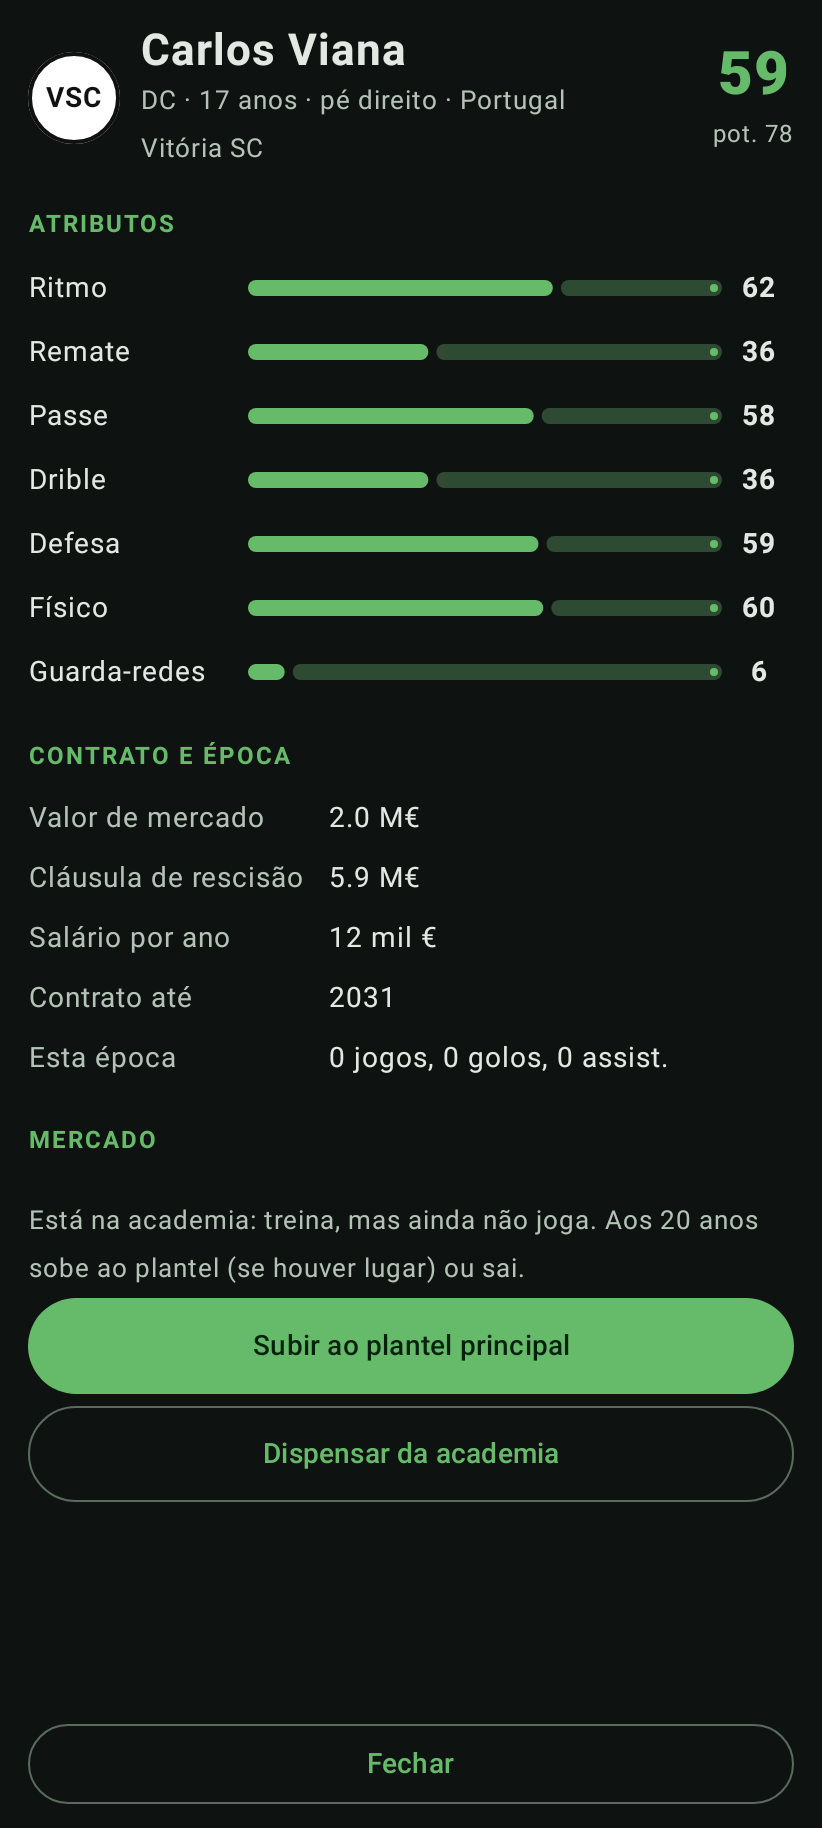 VSC
Carlos Viana
DC · 17 anos · pé direito · Portugal
Vitória SC
59
pot. 78
ATRIBUTOS
Ritmo 62
Remate 36
Passe 58
Drible 36
Defesa 59
Físico 60
Guarda-redes 6
CONTRATO E ÉPOCA
Valor de mercado 2.0 M€
Cláusula de rescisão 5.9 M€
Salário por ano 12 mil €
Contrato até 2031
Esta época 0 jogos, 0 golos, 0 assist.
MERCADO
Está na academia: treina, mas ainda não joga. Aos 20 anos
sobe ao plantel (se houver lugar) ou sai.
Subir ao plantel principal
Dispensar da academia
Fechar